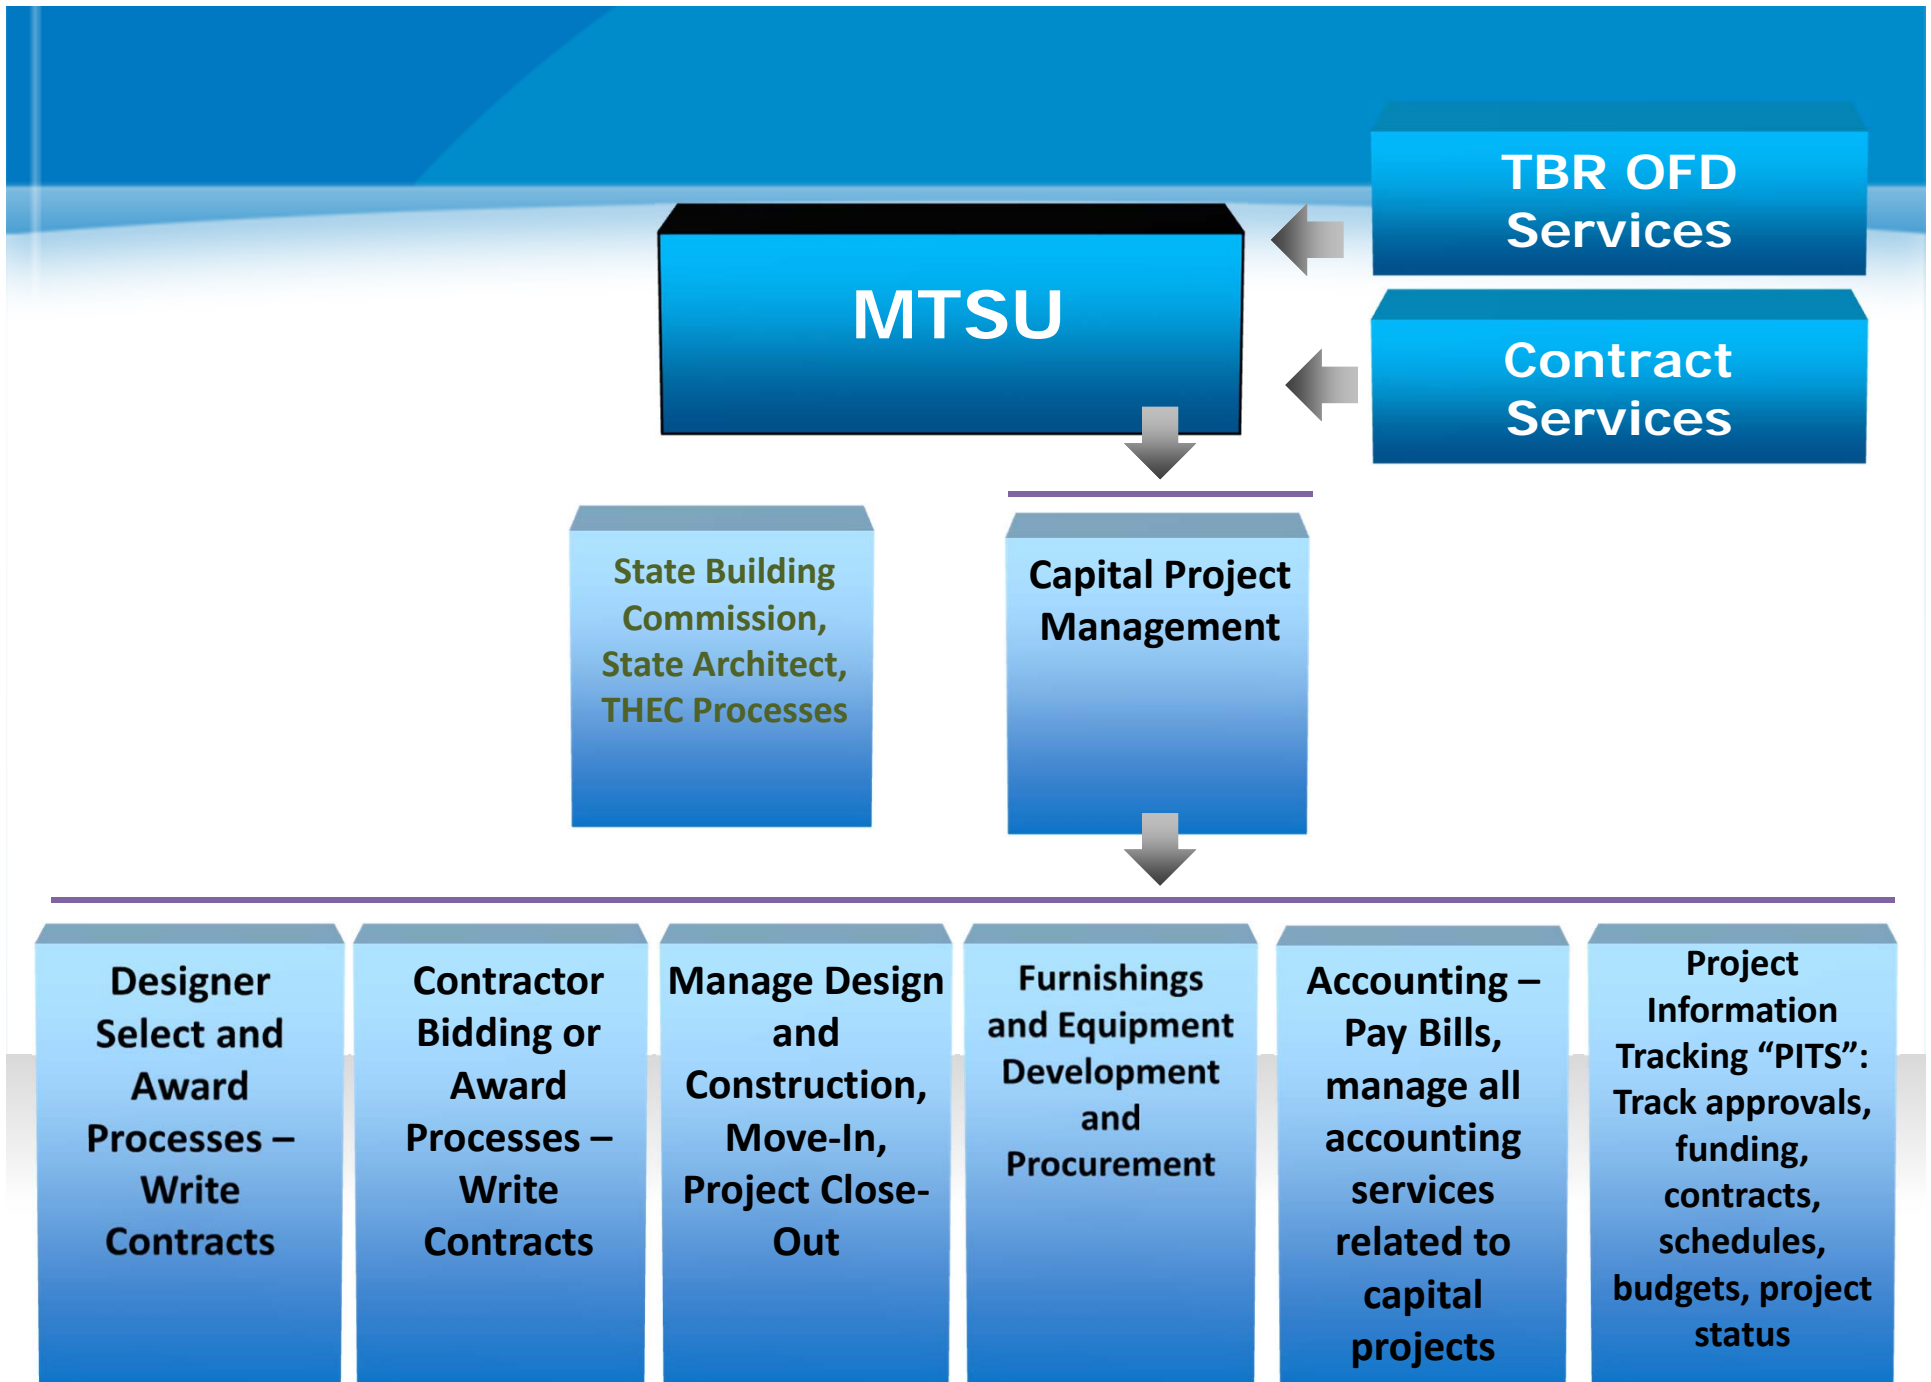 TBR OFD
Services
MTSU
Contract
Services
State Building
Commission,
State Architect,
THEC Processes
Capital Project
Management
Designer
Select and
Award
Processes –
Write
Contracts
Contractor
Bidding or
Award
Processes –
Write
Contracts
Manage Design
and
Construction,
Move-In,
Project Close-
Out
Furnishings
and Equipment
Development
and
Procurement
Accounting –
Pay Bills,
manage all
accounting
services
related to
capital
projects
Project
Information
Tracking “PITS”:
Track approvals,
funding,
contracts,
schedules,
budgets, project
status